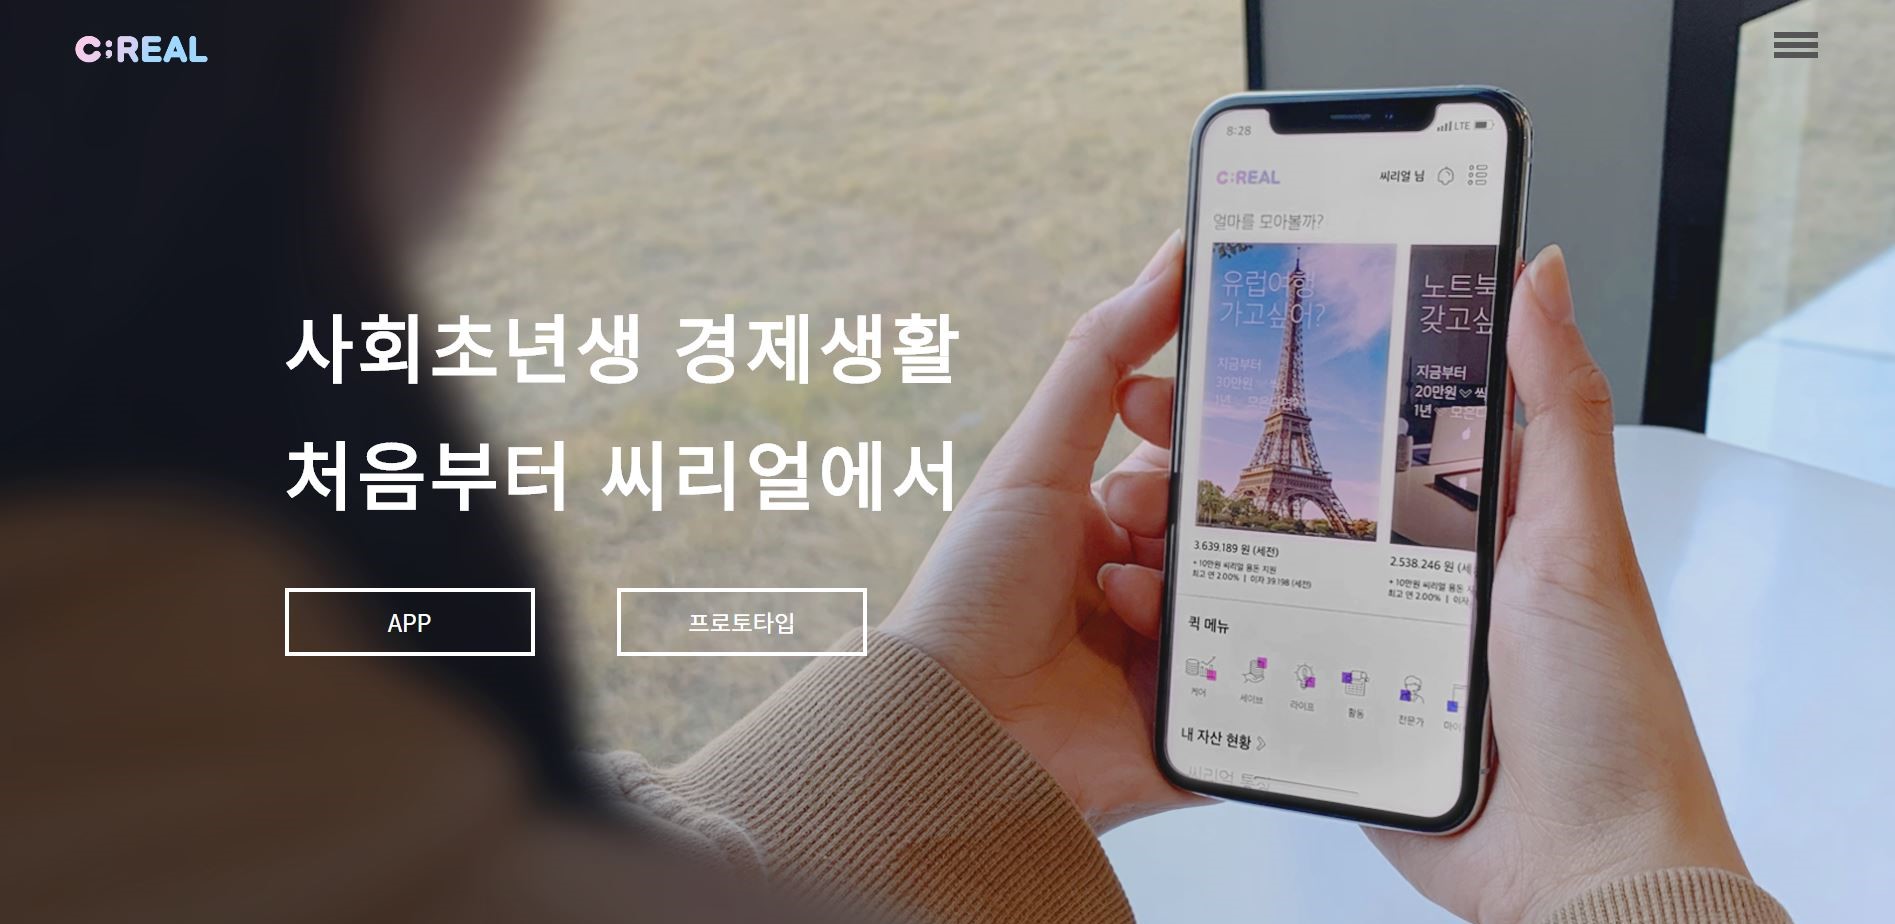 C:REAL
사회초년생 경제생활
처음부터 씨리얼에서
APP
프로토타입
8:28
LTE
C:REAL
씨리얼 님
얼마를 모아볼까?
유럽여행
가고싶어?
지금부터
30만원
1년
3,639,189 원 (세전)
+ 10만원 씨리얼 용돈 지원
최고 연 2.00% | 이자 39,198 (세전)
노트북
갖고싶
지금부터
20만원 씩
1년 모은다
2,538,246 원 (세
+ 10만원 씨리얼 용돈 지
최고 연 2.00% | 이자
퀵 메뉴
케어
세이브
라이프
활동
전문가
마이
내 자산 현황
씨리얼 통장